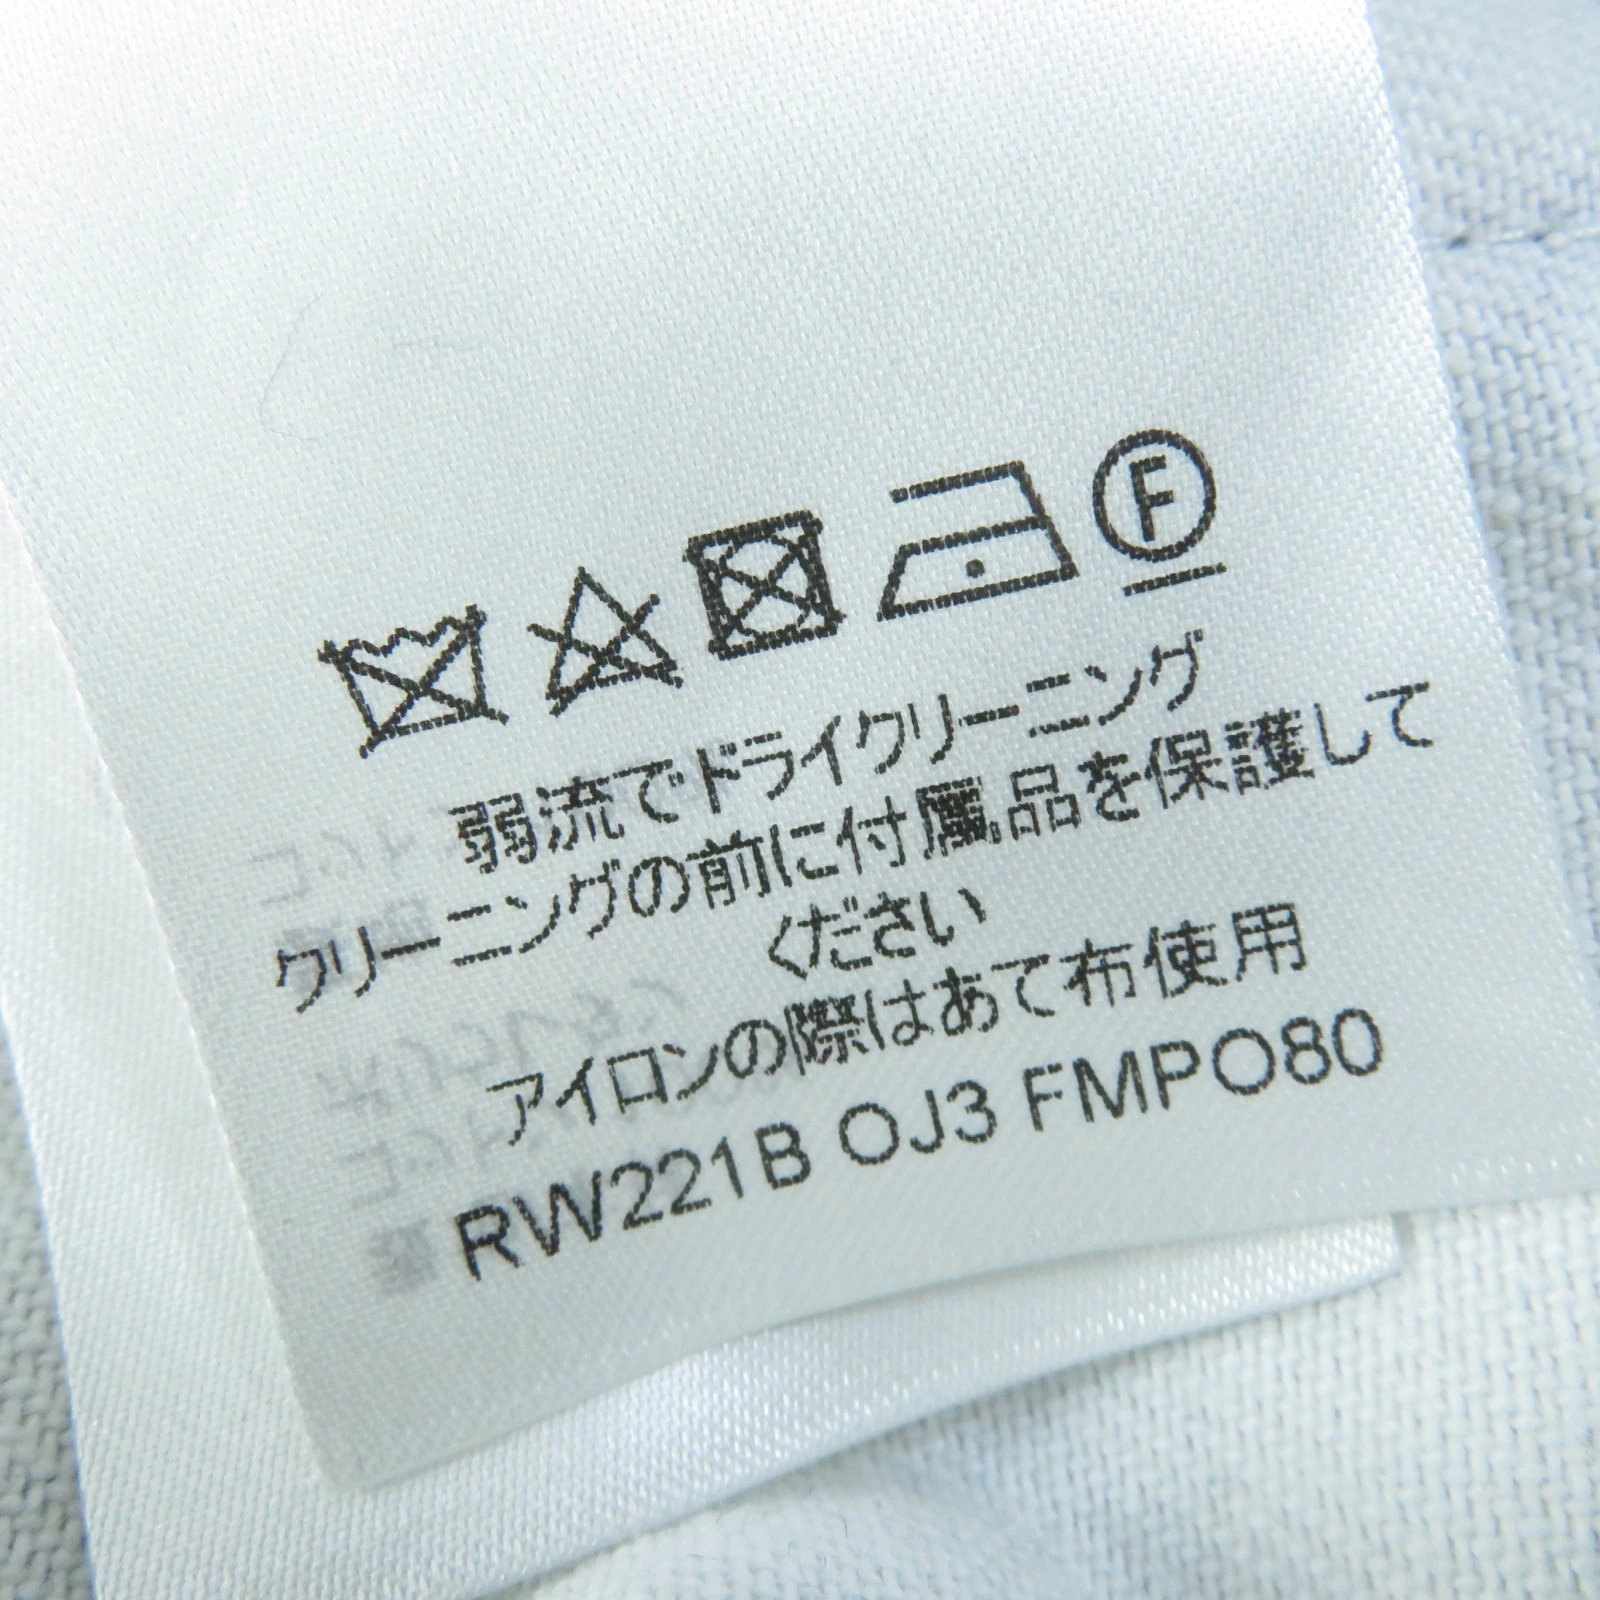 F
弱流でドライクリーニング
クリーニングの前に付属品を保護して
ください
アイロンの際はあて布使用
RW221B OJ3 FMPO80